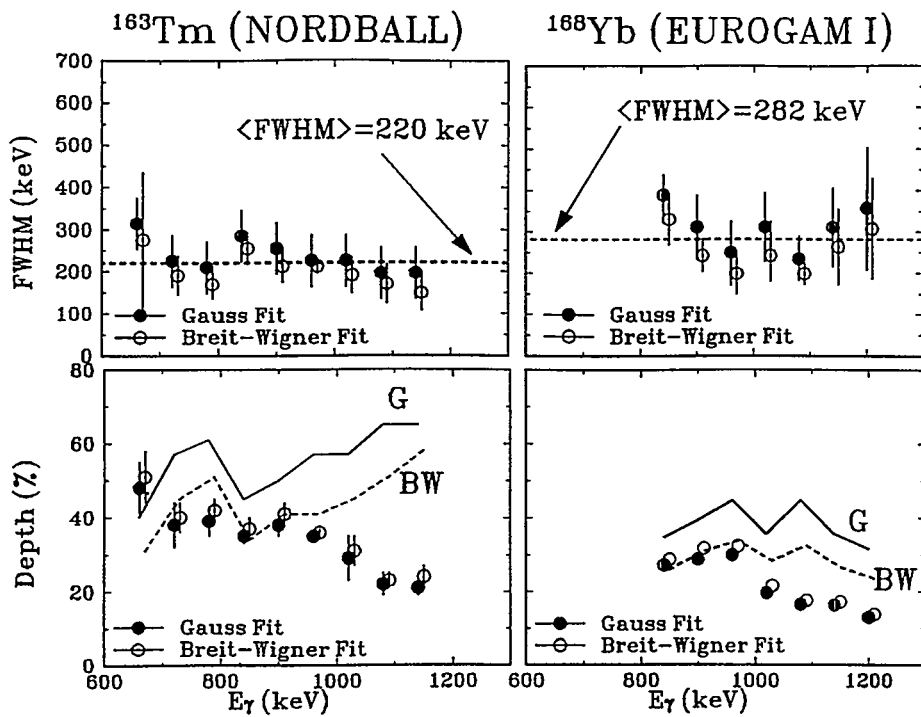 ¹⁶³Tm (NORDBALL)
¹⁶⁸Yb (EUROGAM I)
700
600
500
400
300
200
100
0
FWHM (keV)
<FWHM>=220 keV
Gauss Fit
Breit-Wigner Fit
<FWHM>=282 keV
Gauss Fit
Breit-Wigner Fit
80
60
40
20
0
Depth (%)
G
BW
Gauss Fit
Breit-Wigner Fit
600
800
1000
1200
Eγ
(keV)
G
BW
Gauss Fit
Breit-Wigner Fit
600
800
1000
1200
Eγ
(keV)